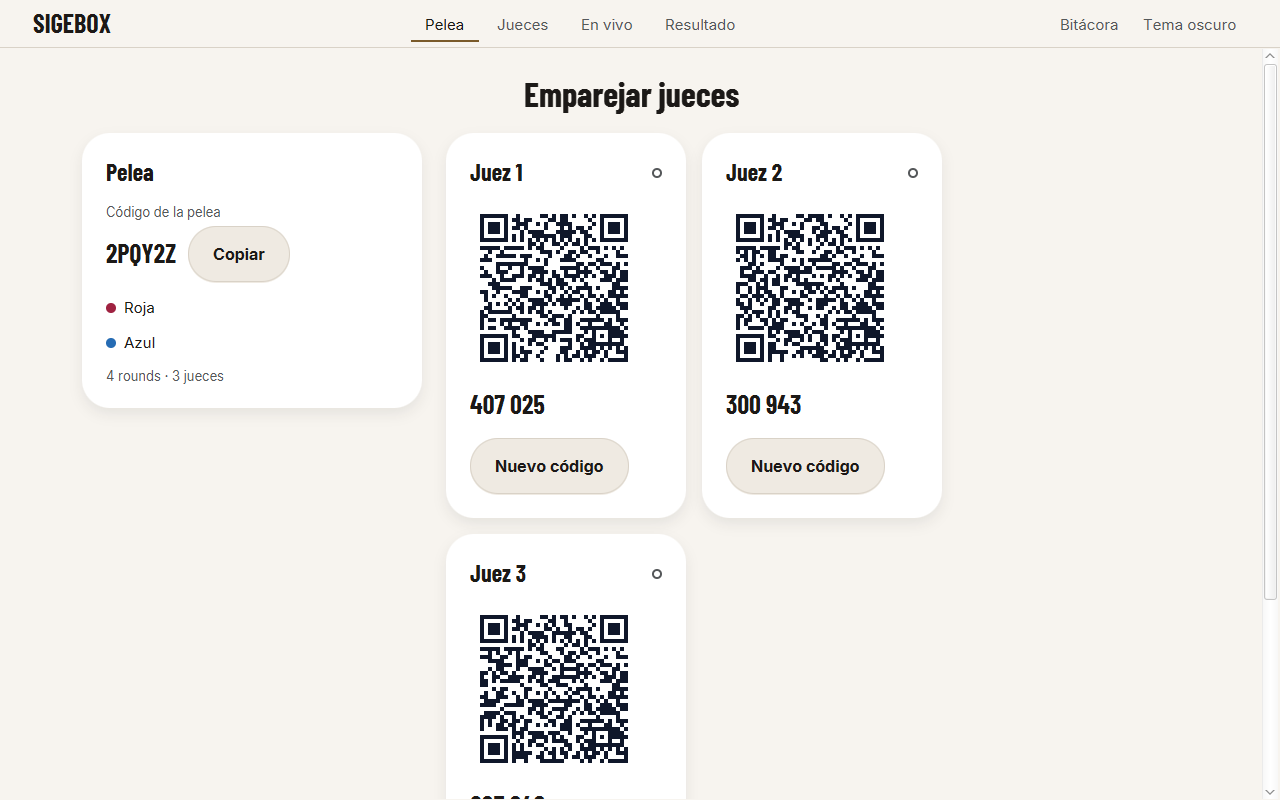 SIGEBOX
Pelea
Jueces
En vivo
Resultado
Bitácora
Tema oscuro
Emparejar jueces
Pelea
Código de la pelea
2PQY2Z
Copiar
Roja
Azul
4 rounds · 3 jueces
Juez 1
407 025
Nuevo código
Juez 2
300 943
Nuevo código
Juez 3